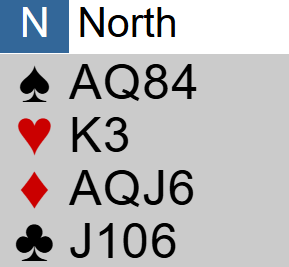 N North
♠ AQ84
♥ K3
♦ AQJ6
♣ J106